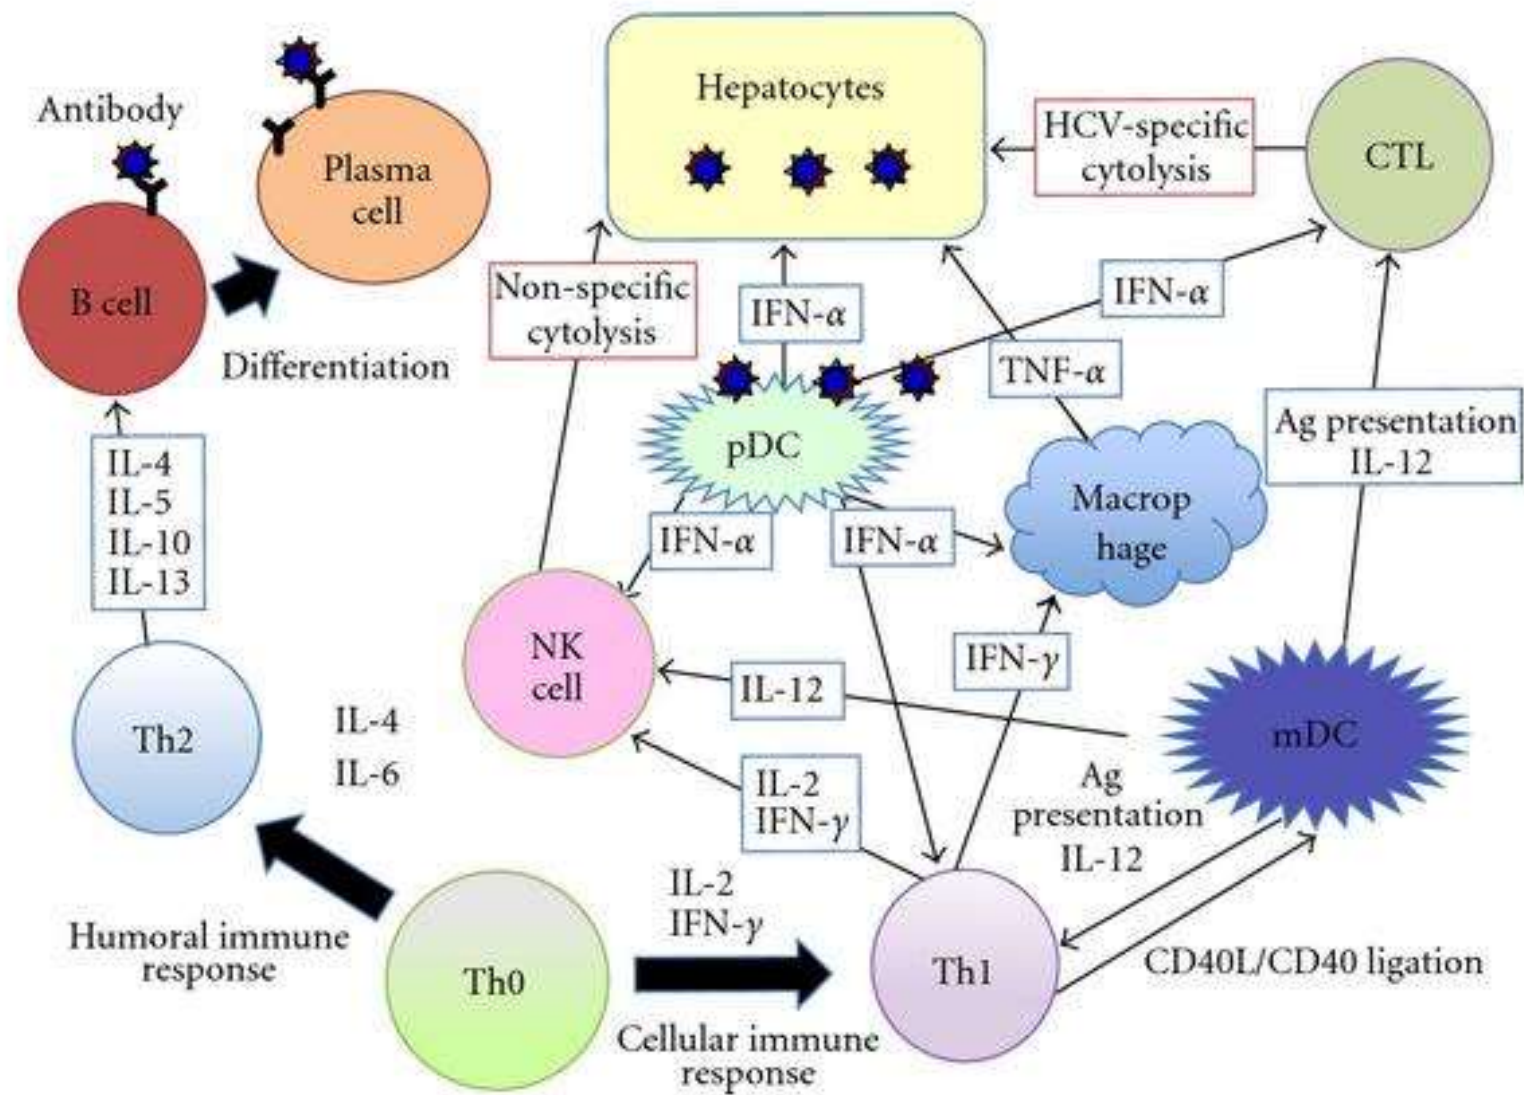 Antibody
Plasma
cell
B cell
Differentiation
Hepatocytes
HCV-specific
cytolysis
CTL
Non-specific
cytolysis
IFN-α
IFN-α
TNF-α
pDC
Ag presentation
IL-12
Macrop
hage
IFN-α
IFN-α
IL-4
IL-5
IL-10
IL-13
NK
cell
IL-12
IFN-γ
Th2
IL-4
IL-6
mDC
IL-2
IFN-γ
Ag
presentation
IL-12
Humoral immune
response
Th0
IL-2
IFN-γ
Cellular immune
response
Th1
CD40L/CD40 ligation